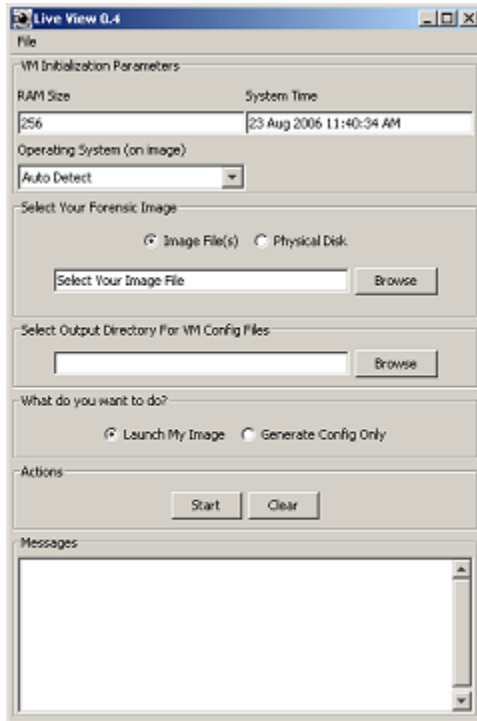 Live View 0.4
File
VM Initialization Parameters
RAM Size System Time
256 23 Aug 2006 11:40:34 AM
Operating System (on image)
Auto Detect
Select Your Forensic Image
Image File(s) Physical Disk
Select Your Image File Browse
Select Output Directory For VM Config Files
Browse
What do you want to do?
Launch My Image Generate Config Only
Actions
Start Clear
Messages